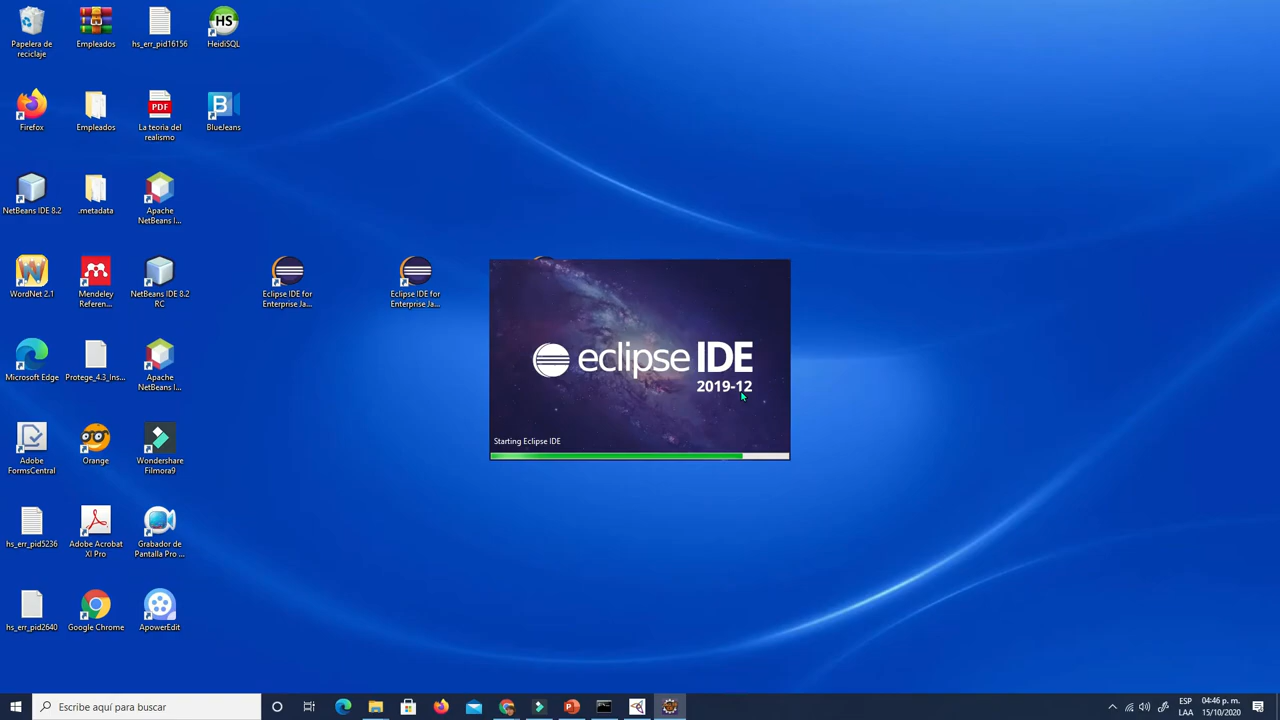 Papelera de
reciclaje
Empleados
hs_err_pid16156
HS
HeidiSQL
Firefox
Empleados
PDF
La teoria del
realismo
B
BlueJeans
NetBeans IDE 8.2
.metadata
Apache
NetBeans I...
W
WordNet 2.1
Mendeley
Referen...
NetBeans IDE 8.2
RC
Eclipse IDE for
Enterprise Ja...
Eclipse IDE for
Enterprise Ja...
eclipse IDE
2019-12
Starting Eclipse IDE
Microsoft Edge
Protege_4.3_Ins...
Apache
NetBeans I...
Adobe
FormsCentral
Orange
Wondershare
Filmora9
hs_err_pid5236
Adobe Acrobat
XI Pro
Grabador de
Pantalla Pro ...
hs_err_pid2640
Google Chrome
ApowerEdit
Escribe aquí para buscar
ESP
LAA
04:46 p. m.
15/10/2020